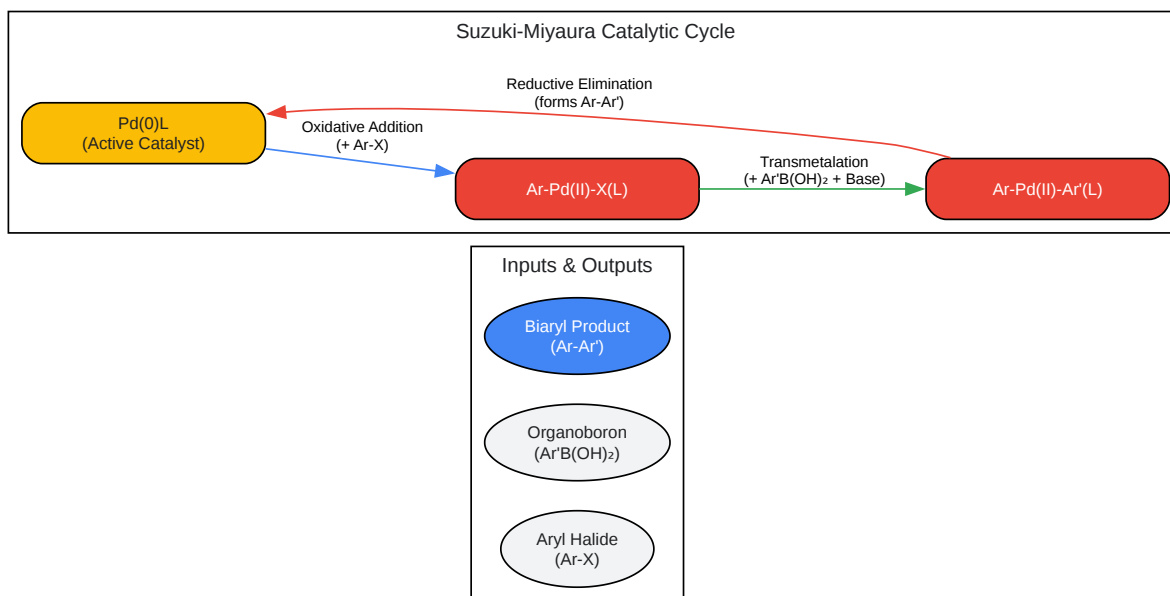 Suzuki-Miyaura Catalytic Cycle
Reductive Elimination
(forms Ar-Ar')
Pd(0)L
(Active Catalyst)
Oxidative Addition
(+ Ar-X)
Ar-Pd(II)-X(L)
Transmetalation
(+ Ar'B(OH)₂ + Base)
Ar-Pd(II)-Ar'(L)
Inputs & Outputs
Biaryl Product
(Ar-Ar')
Organoboron
(Ar'B(OH)₂)
Aryl Halide
(Ar-X)